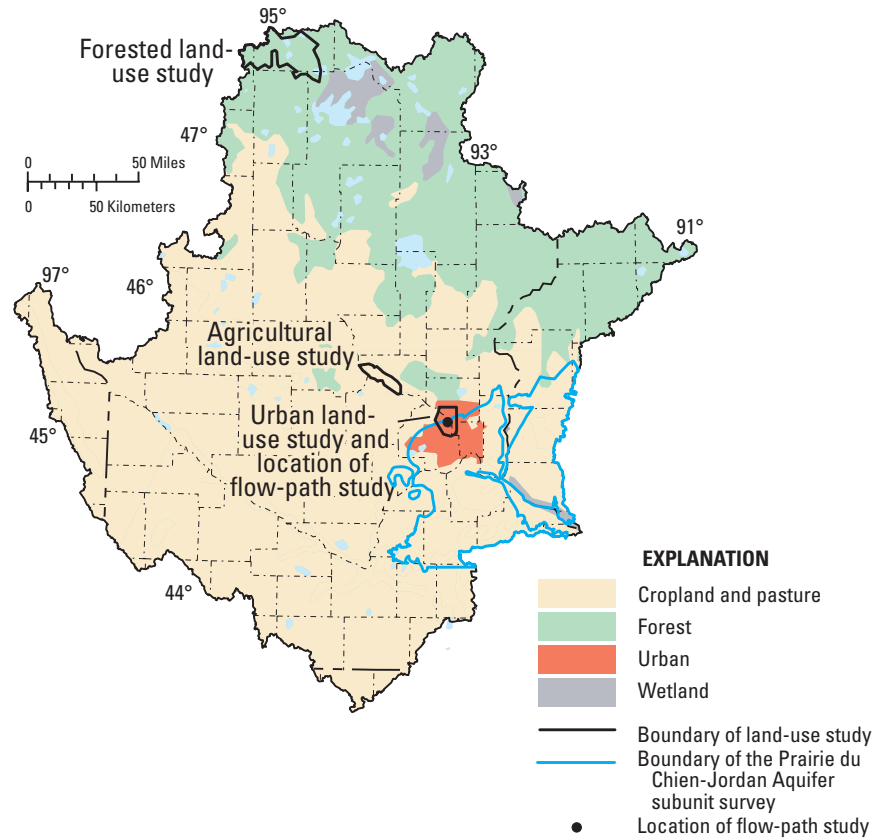 95°
Forested land-
use study
47°
0 50 Miles
0 50 Kilometers
93°
91°
97°
46°
Agricultural
land-use study
Urban land-
use study and
location of
flow-path study
45°
44°
EXPLANATION
Cropland and pasture
Forest
Urban
Wetland
Boundary of land-use study
Boundary of the Prairie du
Chien-Jordan Aquifer
subunit survey
Location of flow-path study